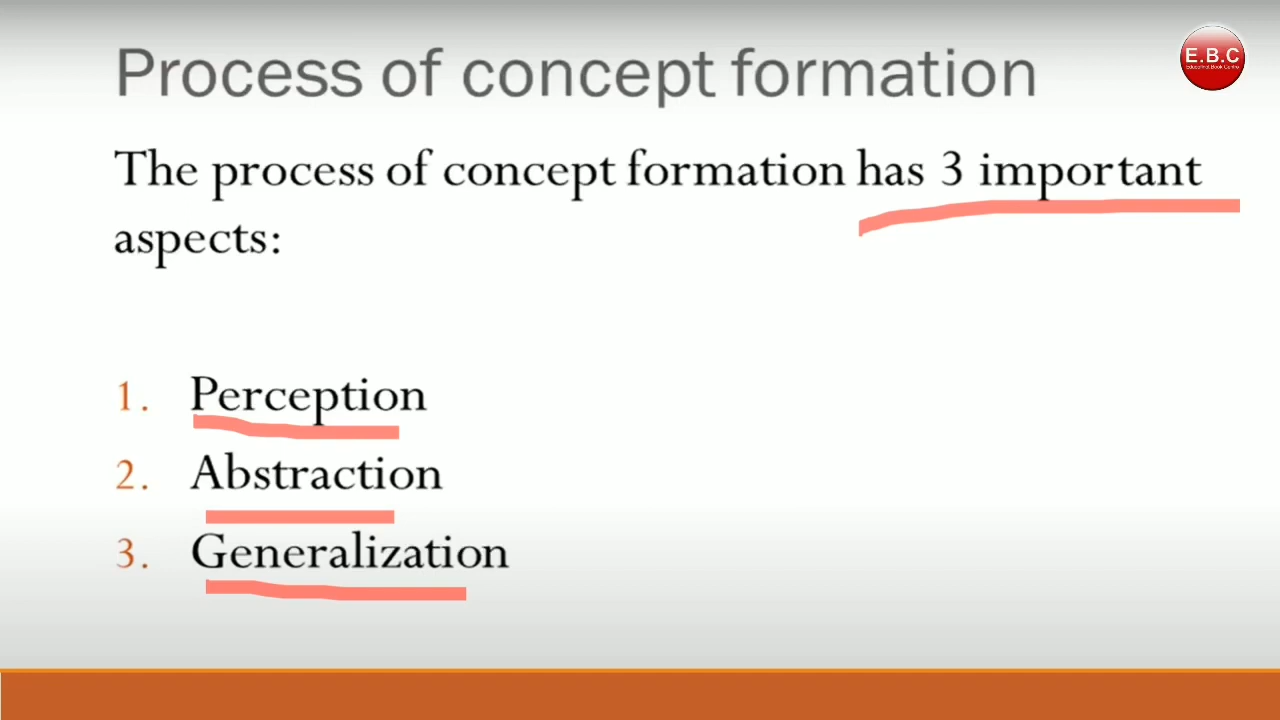 Process of concept formation
E.B.C
The process of concept formation has 3 important
aspects:
1. Perception
2. Abstraction
3. Generalization